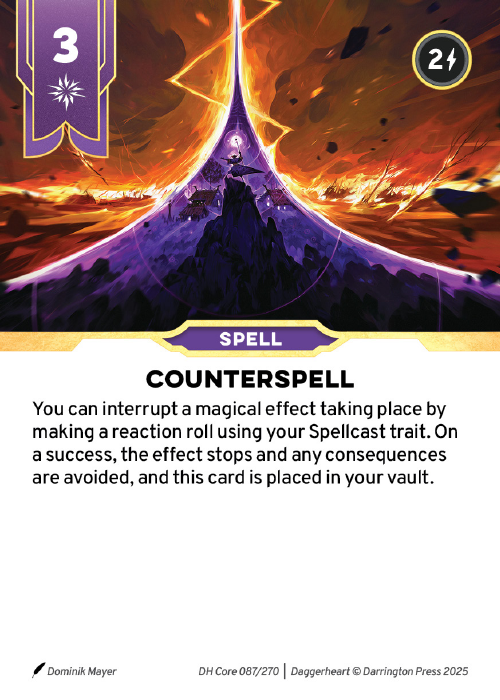 3
2
SPELL
COUNTERSPELL
You can interrupt a magical effect taking place by
making a reaction roll using your Spellcast trait. On
a success, the effect stops and any consequences
are avoided, and this card is placed in your vault.
Dominik Mayer
DH Core 087/270 | Daggerheart © Darrington Press 2025